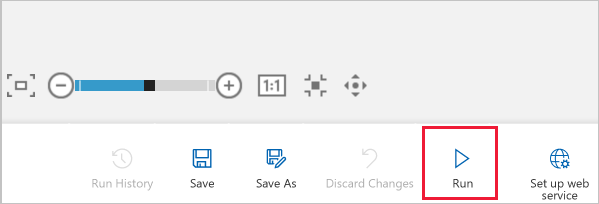 1:1
Run History
Save
Save As
Discard Changes
Run
Set up web
service